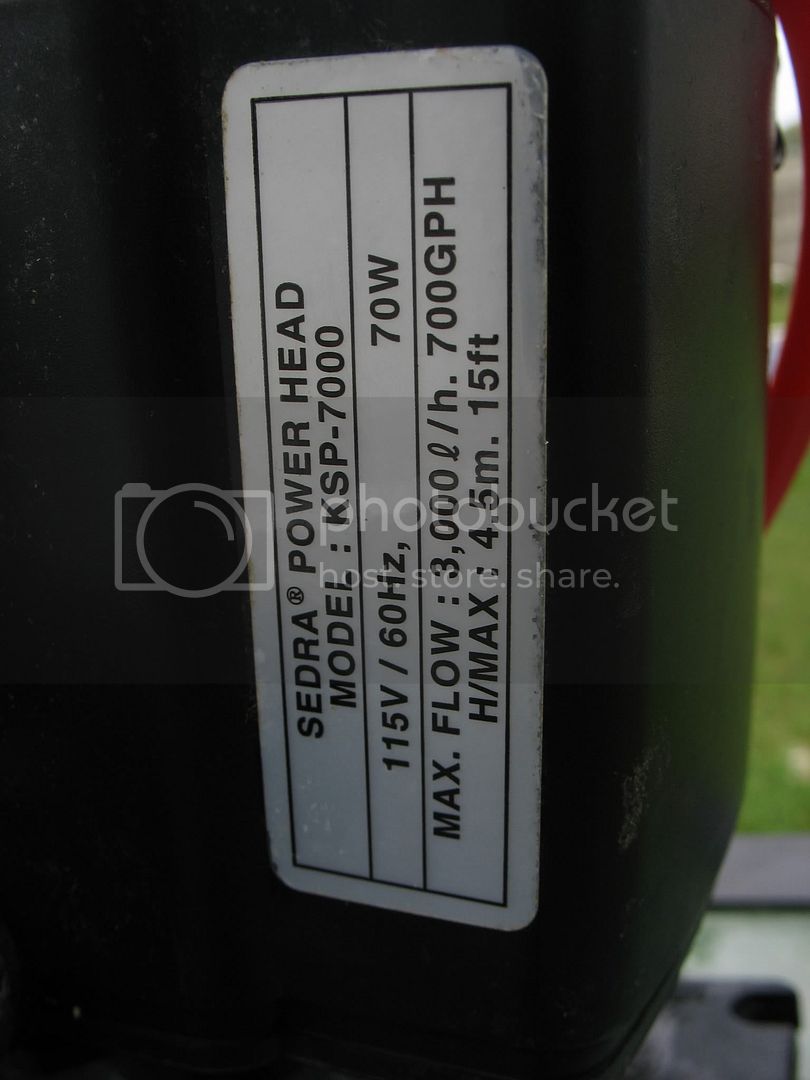 SEDRA® POWER HEAD
MODEL : KSP-7000
115V / 60Hz, 70W
MAX. FLOW : 3,000ℓ/h. 700GPH
H/MAX : 4.5m. 15ft
photobucket
host. store. share.